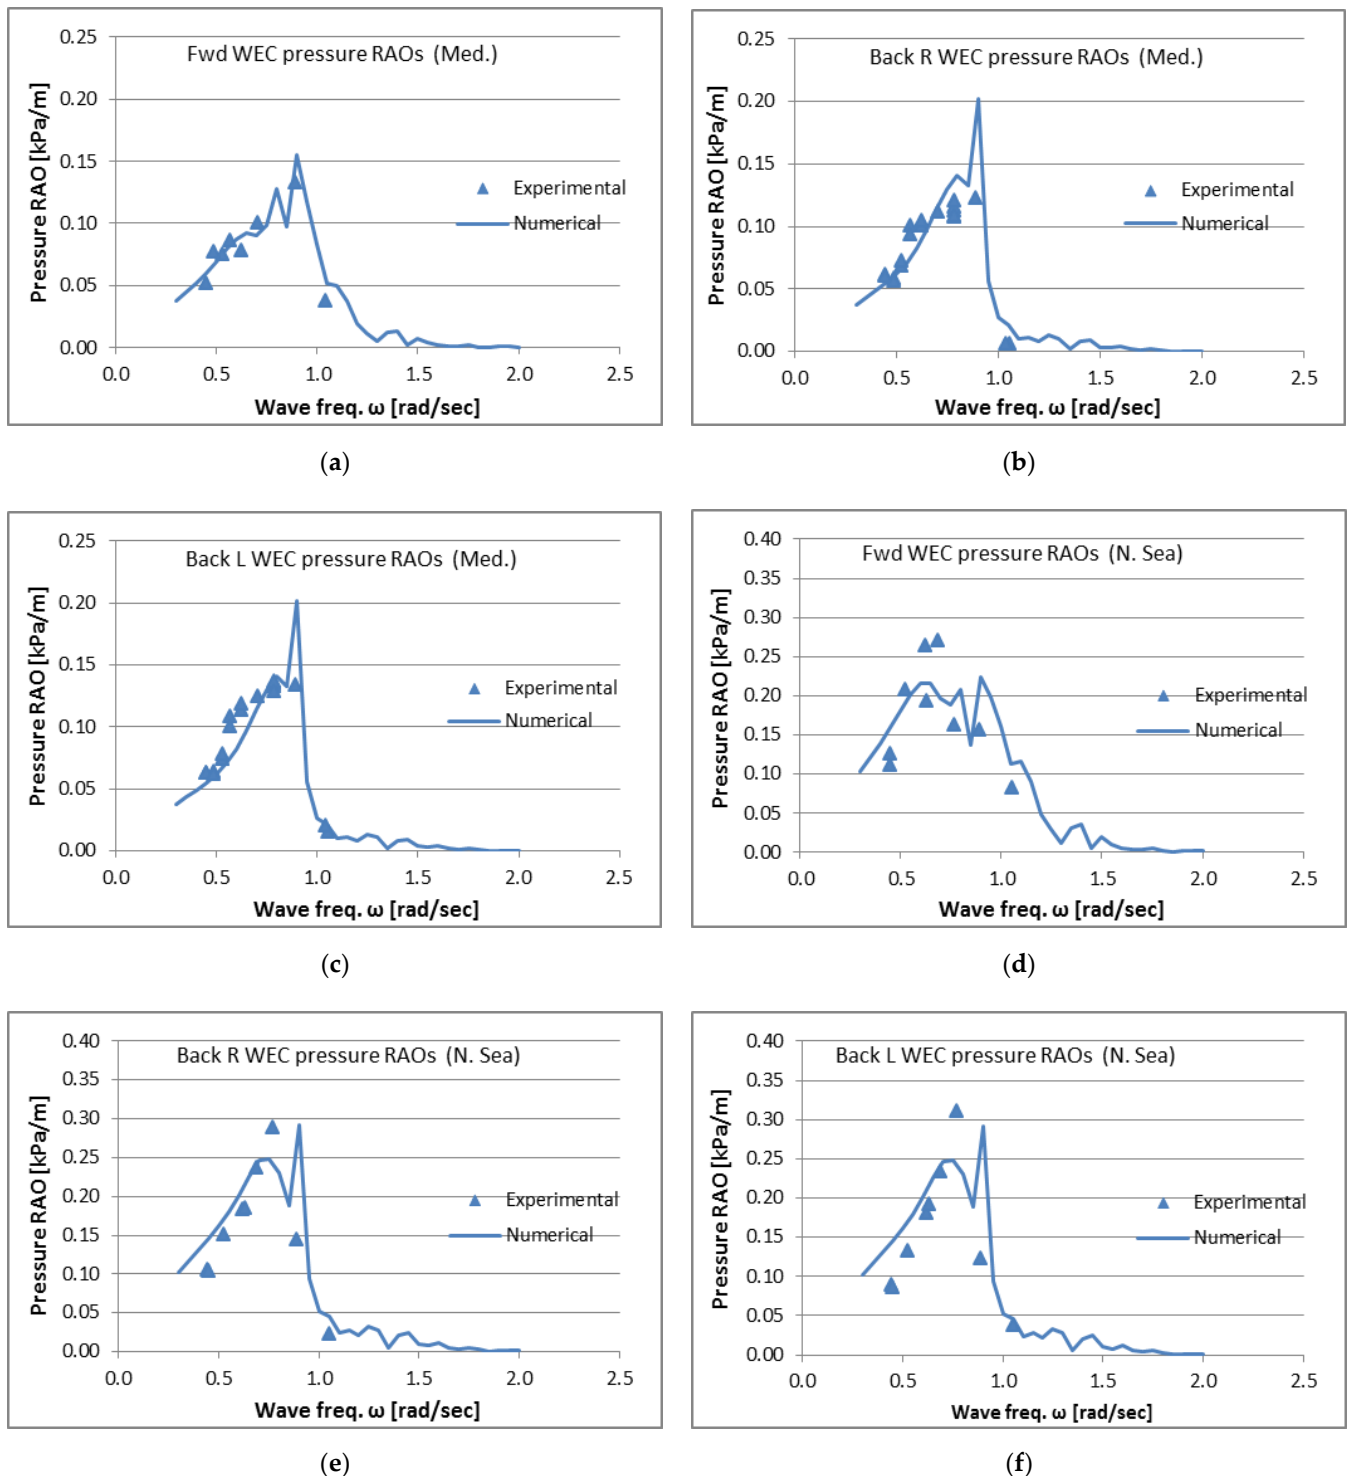 Fwd WEC pressure RAOs (Med.)
Pressure RAO [kPa/m]
0.25
0.20
0.15
0.10
0.05
0.00
0.0 0.5 1.0 1.5 2.0 2.5
Wave freq. ω [rad/sec]
Experimental
Numerical
(a)
Back R WEC pressure RAOs (Med.)
Pressure RAO [kPa/m]
0.25
0.20
0.15
0.10
0.05
0.00
0.0 0.5 1.0 1.5 2.0 2.5
Wave freq. ω [rad/sec]
Experimental
Numerical
(b)
Back L WEC pressure RAOs (Med.)
Pressure RAO [kPa/m]
0.25
0.20
0.15
0.10
0.05
0.00
0.0 0.5 1.0 1.5 2.0 2.5
Wave freq. ω [rad/sec]
Experimental
Numerical
(c)
Fwd WEC pressure RAOs (N. Sea)
Pressure RAO [kPa/m]
0.40
0.35
0.30
0.25
0.20
0.15
0.10
0.05
0.00
0.0 0.5 1.0 1.5 2.0 2.5
Wave freq. ω [rad/sec]
Experimental
Numerical
(d)
Back R WEC pressure RAOs (N. Sea)
Pressure RAO [kPa/m]
0.40
0.35
0.30
0.25
0.20
0.15
0.10
0.05
0.00
0.0 0.5 1.0 1.5 2.0 2.5
Wave freq. ω [rad/sec]
Experimental
Numerical
(e)
Back L WEC pressure RAOs (N. Sea)
Pressure RAO [kPa/m]
0.40
0.35
0.30
0.25
0.20
0.15
0.10
0.05
0.00
0.0 0.5 1.0 1.5 2.0 2.5
Wave freq. ω [rad/sec]
Experimental
Numerical
(f)